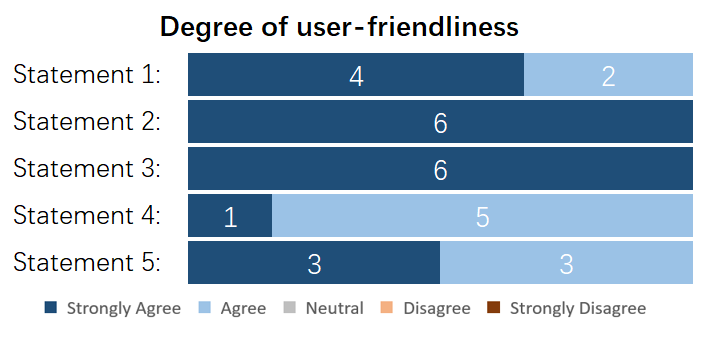 Degree of user-friendliness
Statement 1: 4 2
Statement 2: 6
Statement 3: 6
Statement 4: 1 5
Statement 5: 3 3
Strongly Agree Agree Neutral Disagree Strongly Disagree